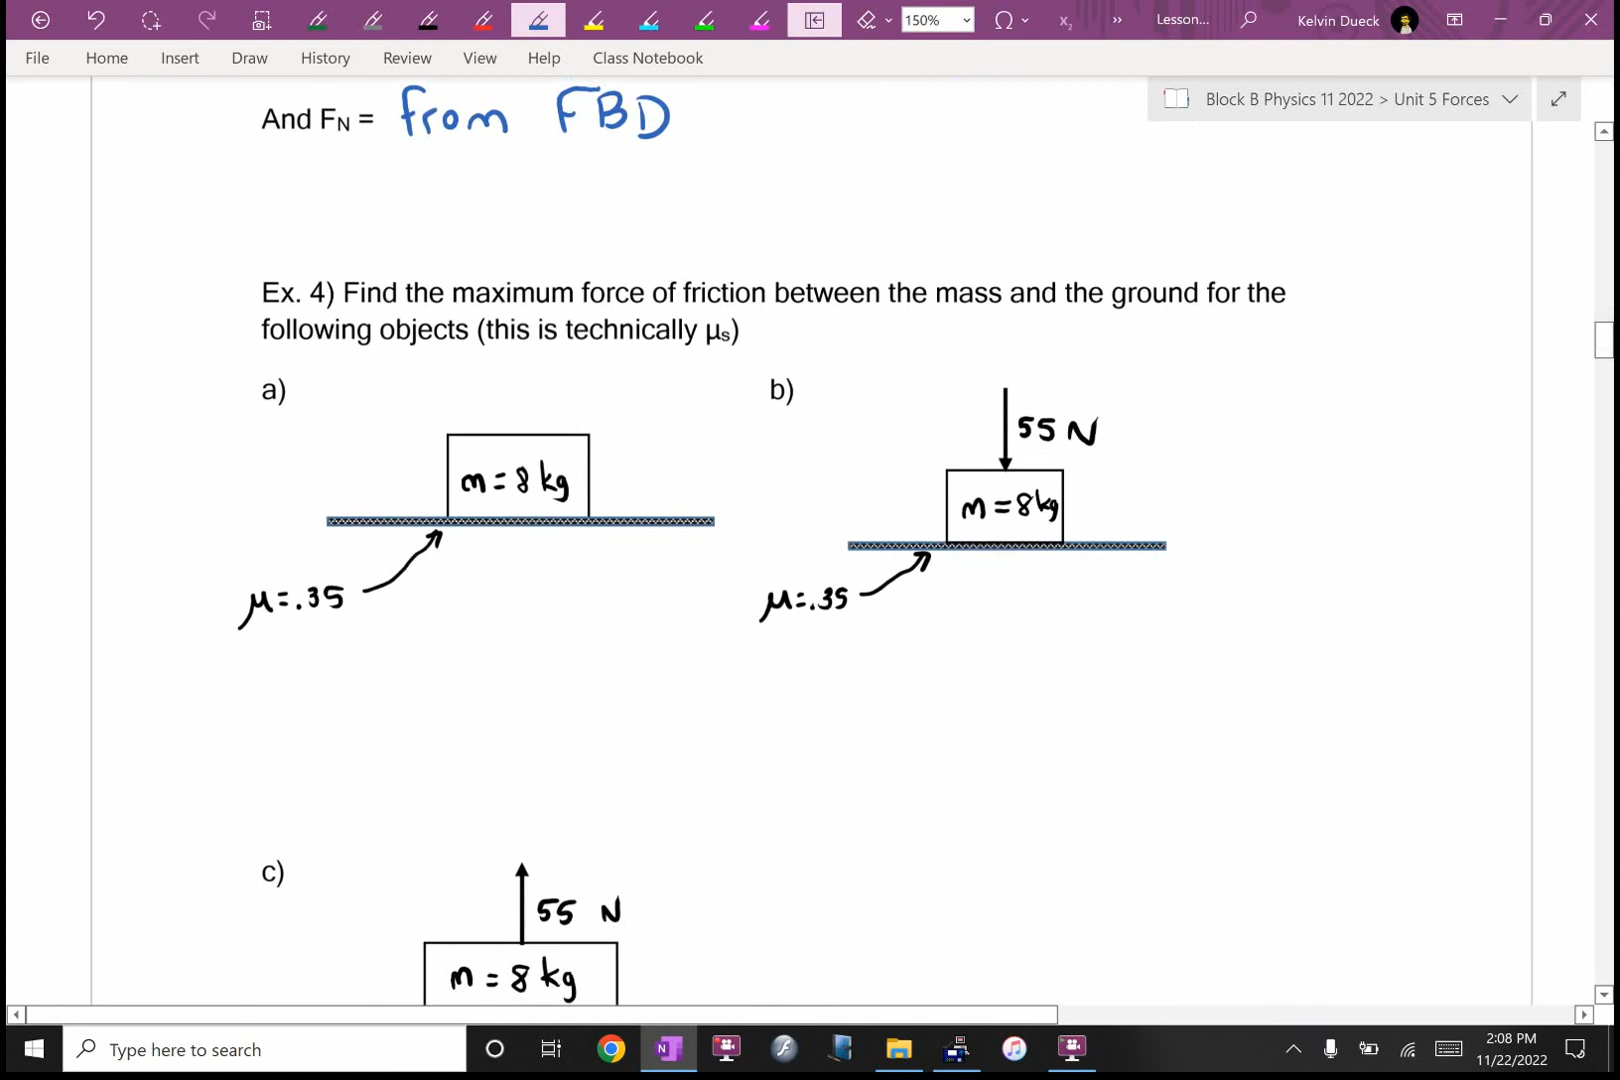 150%
x₂
Lesson...
Kelvin Dueck
File Home Insert Draw History Review View Help Class Notebook
Block B Physics 11 2022 > Unit 5 Forces
And FN = from FBD
Ex. 4) Find the maximum force of friction between the mass and the ground for the
following objects (this is technically μs)
a)
m = 8 kg
μ = .35
b)
55 N
m = 8 kg
μ = .35
c)
55 N
m = 8 kg
Type here to search
2:08 PM
11/22/2022